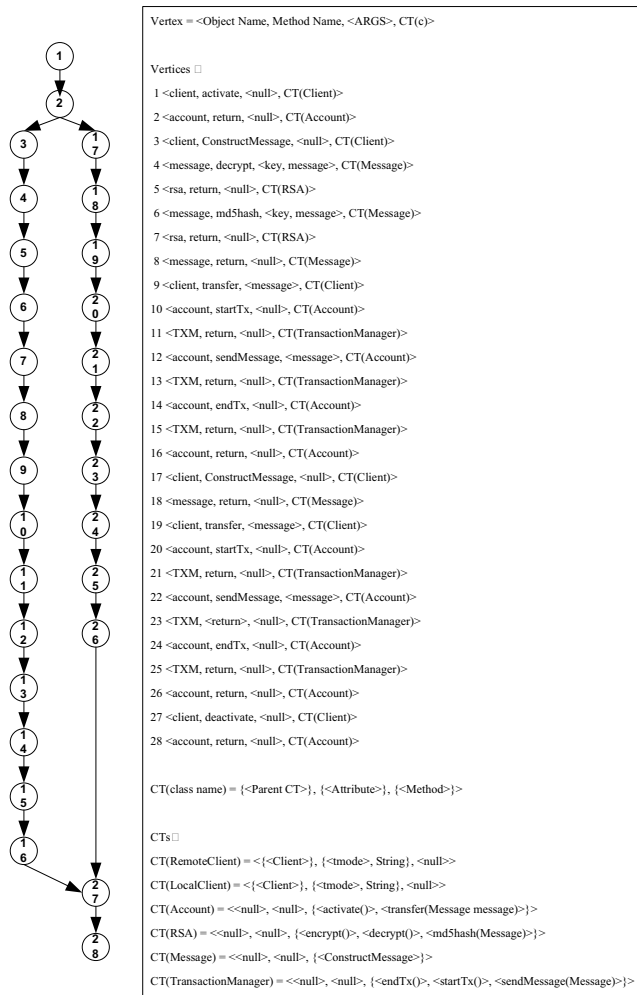 Vertex = <Object Name, Method Name, <ARGS>, CT(c)>
Vertices □
1 <client, activate, <null>, CT(Client)>
2 <account, return, <null>, CT(Account)>
3 <client, ConstructMessage, <null>, CT(Client)>
4 <message, decrypt, <key, message>, CT(Message)>
5 <rsa, return, <null>, CT(RSA)>
6 <message, md5hash, <key, message>, CT(Message)>
7 <rsa, return, <null>, CT(RSA)>
8 <message, return, <null>, CT(Message)>
9 <client, transfer, <message>, CT(Client)>
10 <account, startTx, <null>, CT(Account)>
11 <TXM, return, <null>, CT(TransactionManager)>
12 <account, sendMessage, <message>, CT(Account)>
13 <TXM, return, <null>, CT(TransactionManager)>
14 <account, endTx, <null>, CT(Account)>
15 <TXM, return, <null>, CT(TransactionManager)>
16 <account, return, <null>, CT(Account)>
17 <client, ConstructMessage, <null>, CT(Client)>
18 <message, return, <null>, CT(Message)>
19 <client, transfer, <message>, CT(Client)>
20 <account, startTx, <null>, CT(Account)>
21 <TXM, return, <null>, CT(TransactionManager)>
22 <account, sendMessage, <message>, CT(Account)>
23 <TXM, <return>, <null>, CT(TransactionManager)>
24 <account, endTx, <null>, CT(Account)>
25 <TXM, return, <null>, CT(TransactionManager)>
26 <account, return, <null>, CT(Account)>
27 <client, deactivate, <null>, CT(Client)>
28 <account, return, <null>, CT(Account)>
CT(class name) = {<Parent CT>}, {<Attribute>}, {<Method>}>
CTs□
CT(RemoteClient) = <{<Client>}, {<tmode>, String}, <null>>
CT(LocalClient) = <{<Client>}, {<tmode>, String}, <null>>
CT(Account) = <<null>, <null>, {<activate()>, <transfer(Message message)>}>
CT(RSA) = <<null>, <null>, {<encrypt()>, <decrypt()>, <md5hash(Message)>}>
CT(Message) = <<null>, <null>, {<ConstructMessage>}>
CT(TransactionManager) = <<null>, <null>, {<endTx()>, <startTx()>, <sendMessage(Message)>}>
1
2
3
4
5
6
7
8
9
10
11
12
13
14
15
16
17
18
19
20
21
22
23
24
25
26
27
28